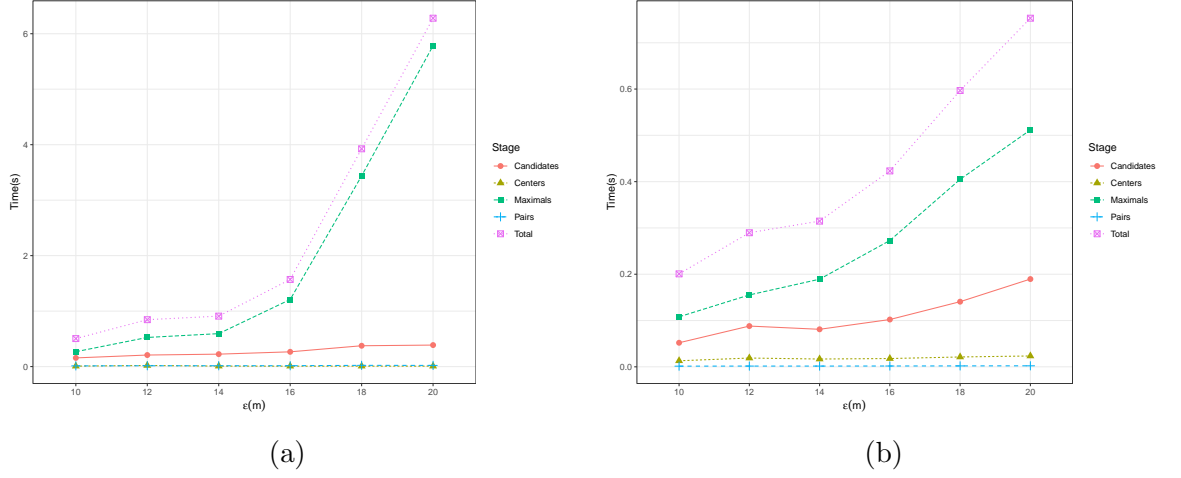 6
4
2
0
Time(s)
10 12 14 16 18 20
ε(m)
Stage
Candidates
Centers
Maximals
Pairs
Total
(a)
0.6
0.4
0.2
0.0
Time(s)
10 12 14 16 18 20
ε(m)
Stage
Candidates
Centers
Maximals
Pairs
Total
(b)